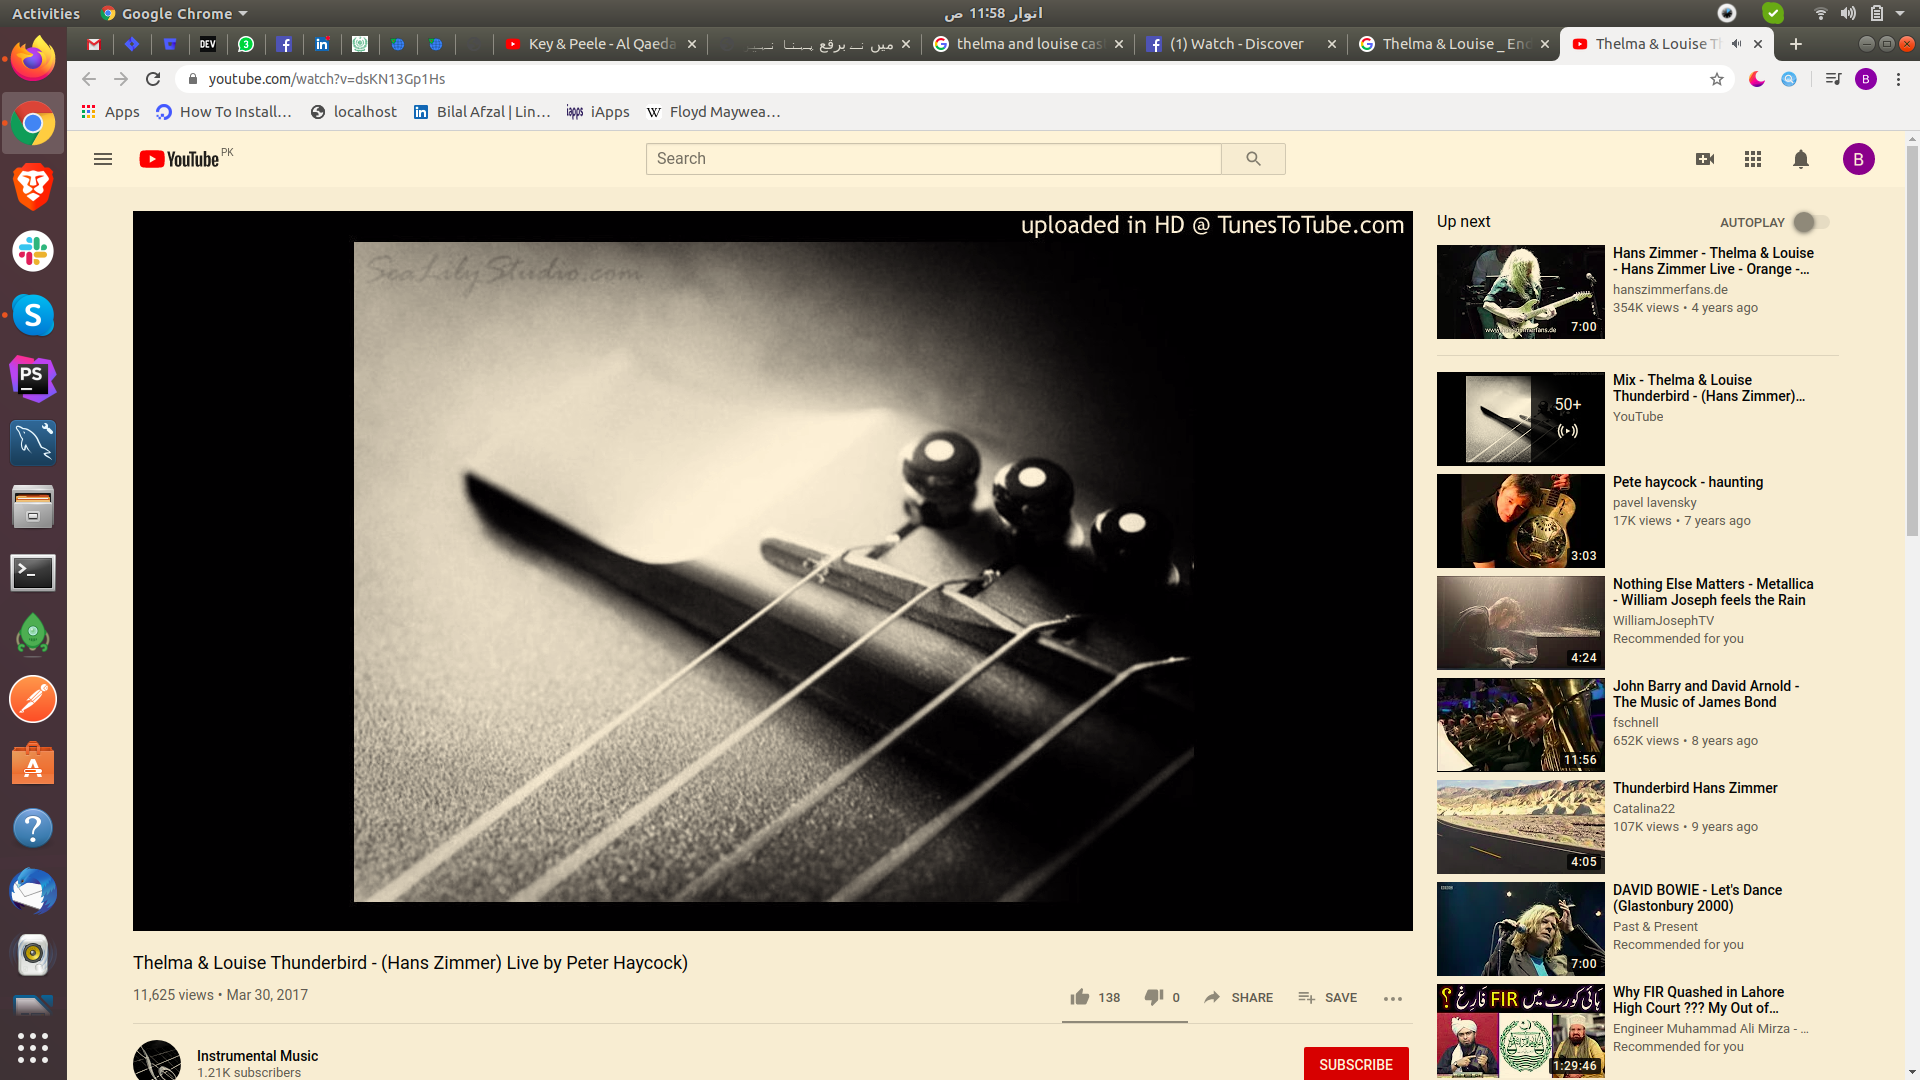 Activities
Google Chrome
اتوار 11:58 ص
Key & Peele - Al Qaeda
میں نے برقع پہنا نہیں
thelma and louise cas
(1) Watch - Discover
Thelma & Louise _ End
Thelma & Louise Th
youtube.com/watch?v=dsKN13Gp1Hs
B
Apps
How To Install…
localhost
Bilal Afzal | Lin…
iApps
Floyd Maywea…
YouTube PK
Search
B
uploaded in HD @ TunesToTube.com
SeaLilyStudio.com
Up next
AUTOPLAY
Hans Zimmer - Thelma & Louise
- Hans Zimmer Live - Orange -...
hanszimmerfans.de
354K views • 4 years ago
7:00
Mix - Thelma & Louise
Thunderbird - (Hans Zimmer)...
YouTube
50+
Pete haycock - haunting
pavel lavensky
17K views • 7 years ago
3:03
Nothing Else Matters - Metallica
- William Joseph feels the Rain
WilliamJosephTV
Recommended for you
4:24
John Barry and David Arnold -
The Music of James Bond
fschnell
652K views • 8 years ago
11:56
Thunderbird Hans Zimmer
Catalina22
107K views • 9 years ago
4:05
DAVID BOWIE - Let's Dance
(Glastonbury 2000)
Past & Present
Recommended for you
7:00
ہائی کورٹ میں FIR فارغ ؟
Why FIR Quashed in Lahore
High Court ??? My Out of...
Engineer Muhammad Ali Mirza - ...
Recommended for you
1:29:46
Thelma & Louise Thunderbird - (Hans Zimmer) Live by Peter Haycock)
11,625 views • Mar 30, 2017
138
0
SHARE
SAVE
Instrumental Music
1.21K subscribers
SUBSCRIBE